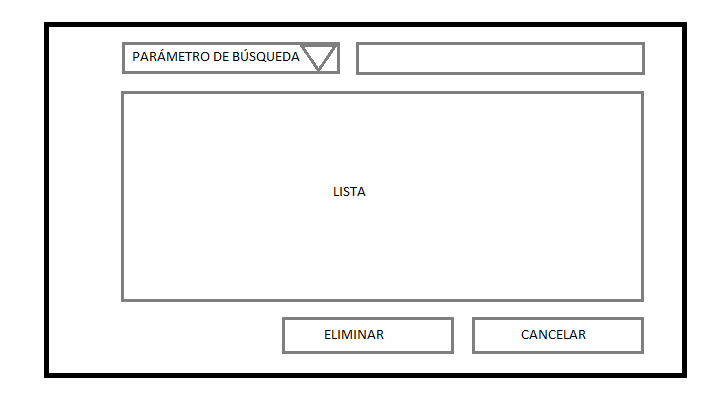 PARÁMETRO DE BÚSQUEDA
LISTA
ELIMINAR
CANCELAR